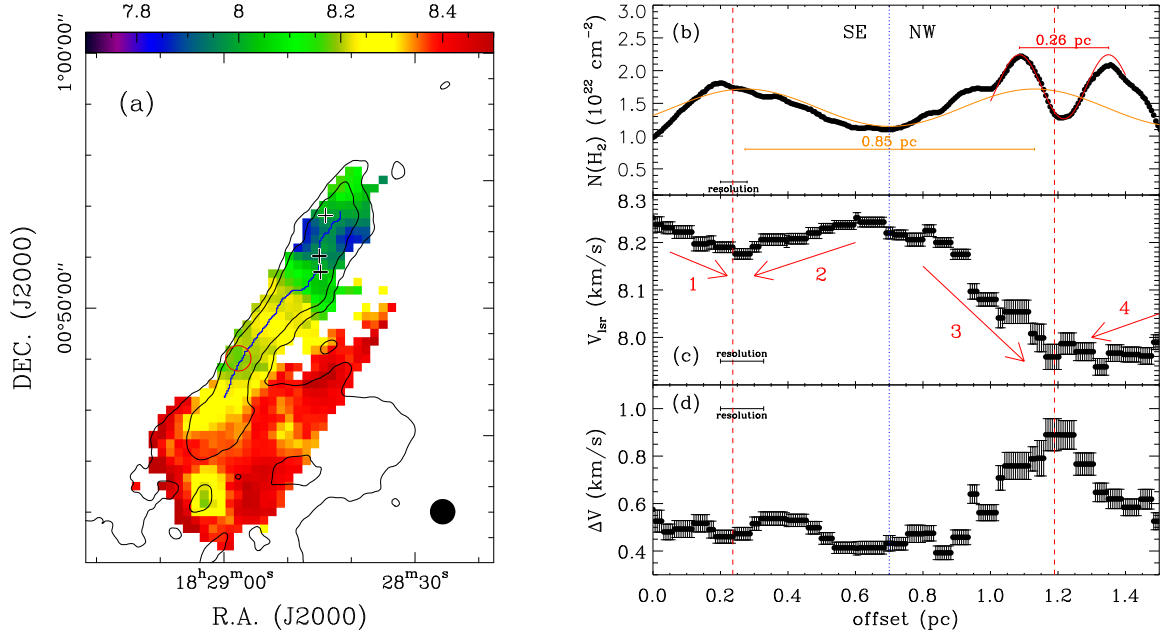 7.8 8 8.2 8.4
(a)
1°00'00"
0°50'00"
DEC. (J2000)
18ʰ29ᵐ00ˢ 28ᵐ30ˢ
R.A. (J2000)
(b) SE NW
0.26 pc
0.85 pc
resolution
3.0
2.5
2.0
1.5
1.0
0.5
N(H₂) (10²² cm⁻²)
8.3
8.2
8.1
8.0
V_lsr (km/s)
1 2 3 4
(c)
resolution
(d)
resolution
1.0
0.8
0.6
0.4
ΔV (km/s)
0.0 0.2 0.4 0.6 0.8 1.0 1.2 1.4
offset (pc)